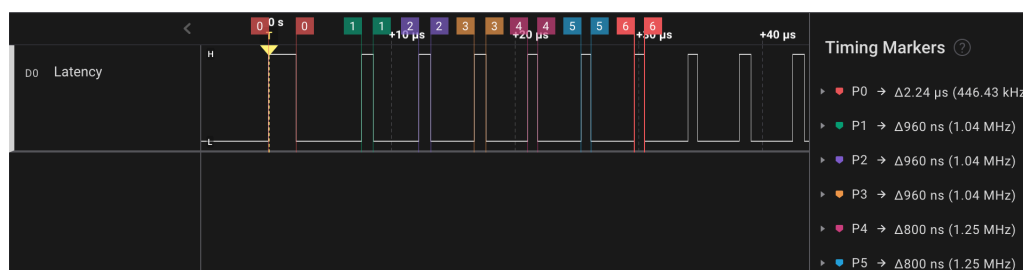 <
0 0 1 1 2 2 3 3 4 4 5 5 6 6
0 s
+10 µs +20 µs +30 µs +40 µs
D0 Latency
H
L
Timing Markers ?
P0 → Δ2.24 µs (446.43 kHz
P1 → Δ960 ns (1.04 MHz)
P2 → Δ960 ns (1.04 MHz)
P3 → Δ960 ns (1.04 MHz)
P4 → Δ800 ns (1.25 MHz)
P5 → Δ800 ns (1.25 MHz)